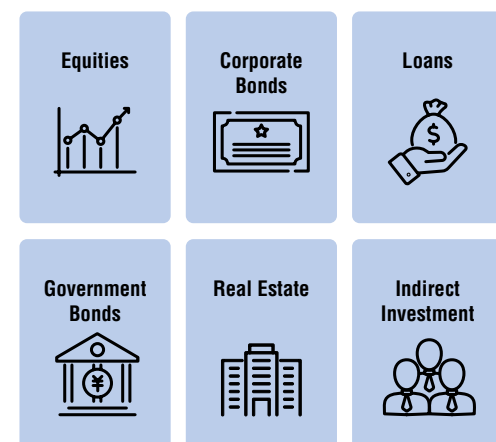 Equities
Corporate
Bonds
Loans
$
Government
Bonds
¥
Real Estate
Indirect
Investment